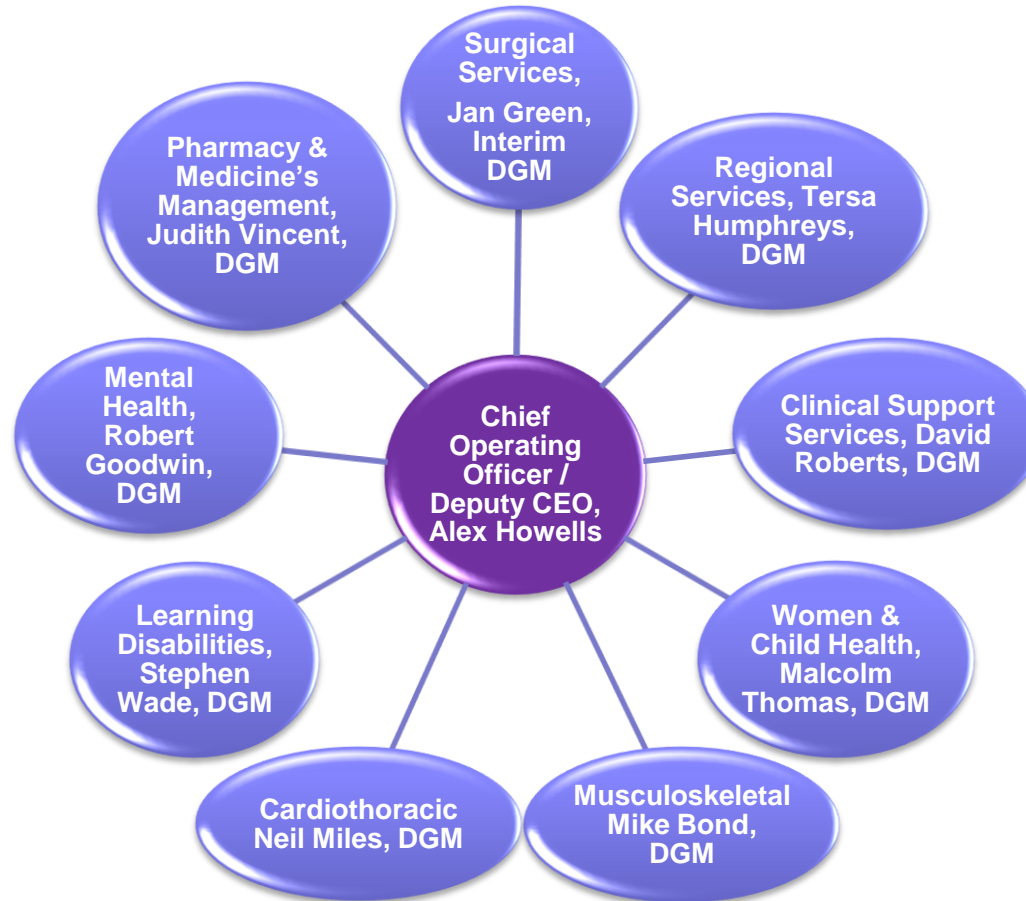 Surgical
Services,
Jan Green,
Interim
DGM
Regional
Services, Tersa
Humphreys,
DGM
Clinical Support
Services, David
Roberts, DGM
Women &
Child Health,
Malcolm
Thomas, DGM
Musculoskeletal
Mike Bond,
DGM
Cardiothoracic
Neil Miles, DGM
Learning
Disabilities,
Stephen
Wade, DGM
Mental
Health,
Robert
Goodwin,
DGM
Pharmacy &
Medicine’s
Management,
Judith Vincent,
DGM
Chief
Operating
Officer /
Deputy CEO,
Alex Howells